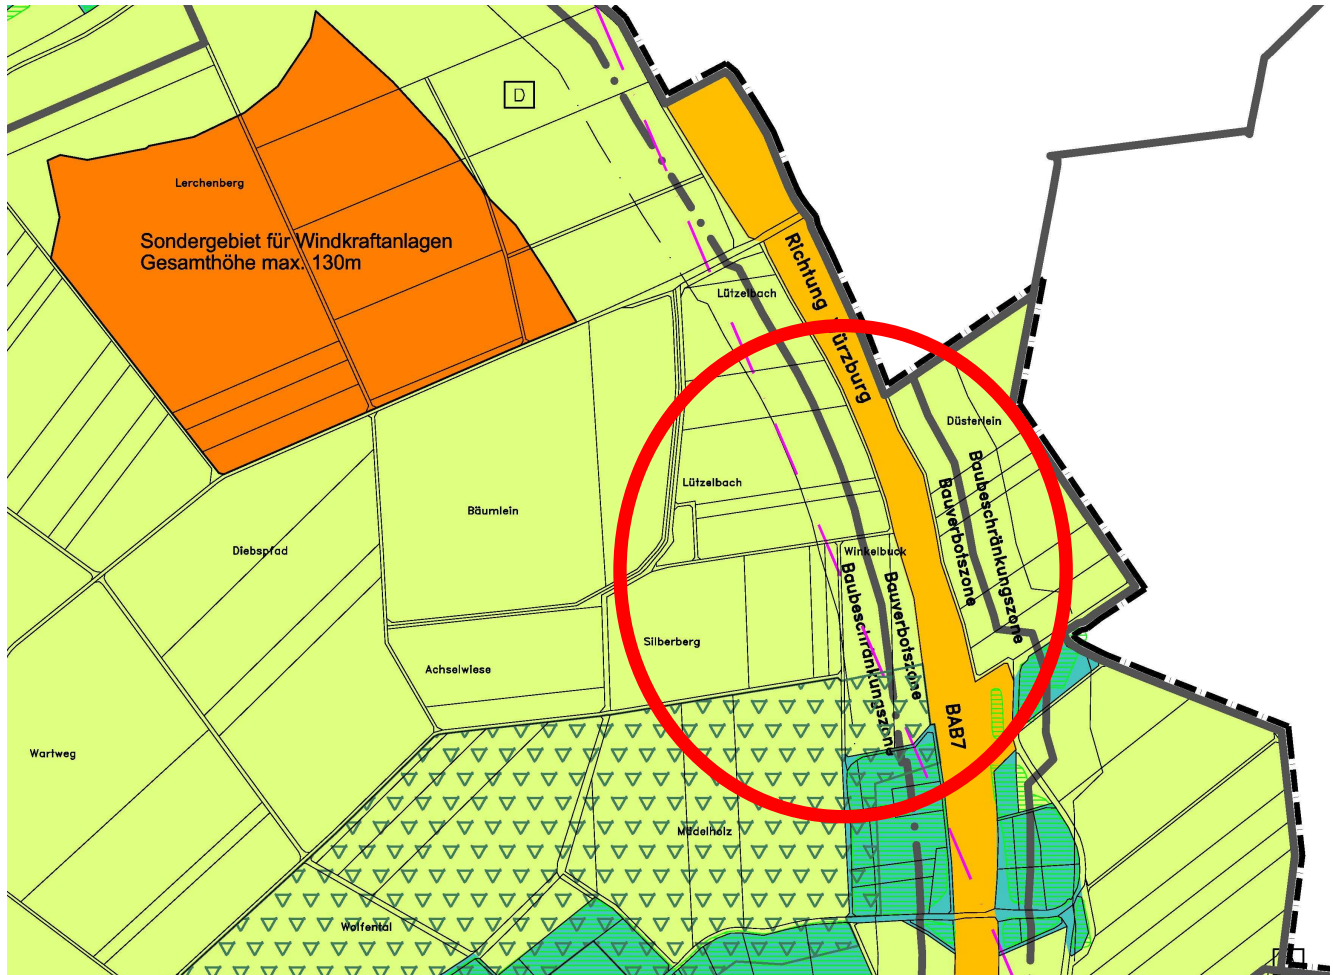 D
Lerchenberg
Sondergebiet für Windkraftanlagen
Gesamthöhe max. 130m
Richtung Würzburg
Lützelbach
Düsterlein
Lützelbach
Bäumlein
Diebspfad
Winkelbuck
Baubeschränkungszone
Bauverbotszone
Baubeschränkungszone
Bauverbotszone
Silberberg
Achselwiese
BAB7
Wartweg
Mädelholz
Wolfental